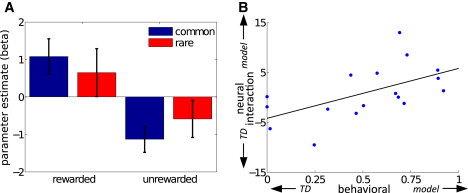 A
parameter estimate (beta)
2
1
0
−1
−2
common
rare
rewarded
unrewarded
B
neural
interaction
TD
model
15
5
−5
−15
0
0.25
0.5
0.75
1
TD
behavioral
model